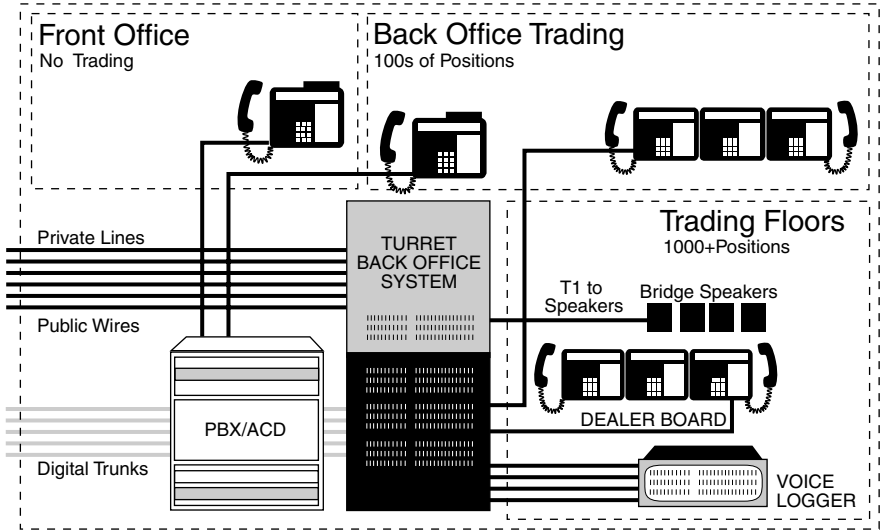 Front Office
No Trading
Back Office Trading
100s of Positions
Trading Floors
1000+Positions
Private Lines
Public Wires
TURRET
BACK OFFICE
SYSTEM
T1 to
Speakers
Bridge Speakers
DEALER BOARD
PBX/ACD
Digital Trunks
VOICE
LOGGER